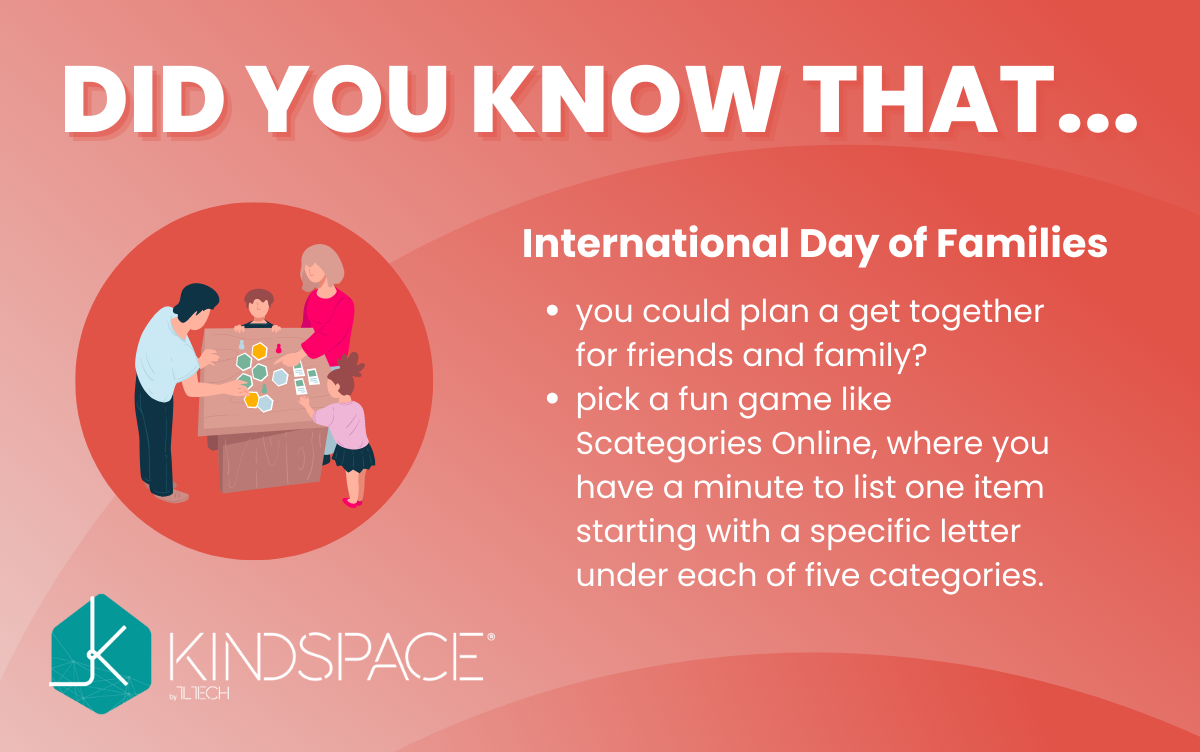 DID YOU KNOW THAT...
International Day of Families
• you could plan a get together
for friends and family?
• pick a fun game like
Scategories Online, where you
have a minute to list one item
starting with a specific letter
under each of five categories.
KINDSPACE®
by TLTECH